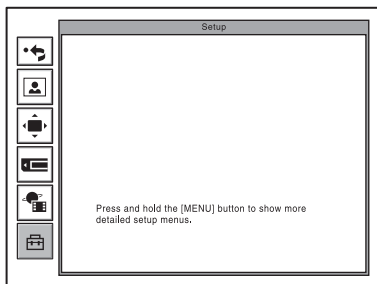 Setup
Press and hold the [MENU] button to show more
detailed setup menus.